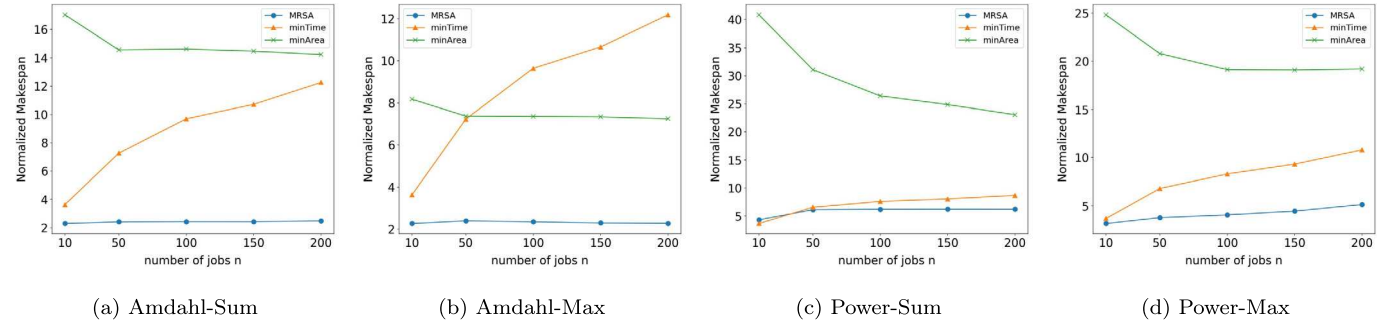 Normalized Makespan
16
14
12
10
8
6
4
2
MRSA
minTime
minArea
10 50 100 150 200
number of jobs n
(a) Amdahl-Sum
Normalized Makespan
12
10
8
6
4
2
MRSA
minTime
minArea
10 50 100 150 200
number of jobs n
(b) Amdahl-Max
Normalized Makespan
40
35
30
25
20
15
10
5
MRSA
minTime
minArea
10 50 100 150 200
number of jobs n
(c) Power-Sum
Normalized Makespan
25
20
15
10
5
MRSA
minTime
minArea
10 50 100 150 200
number of jobs n
(d) Power-Max